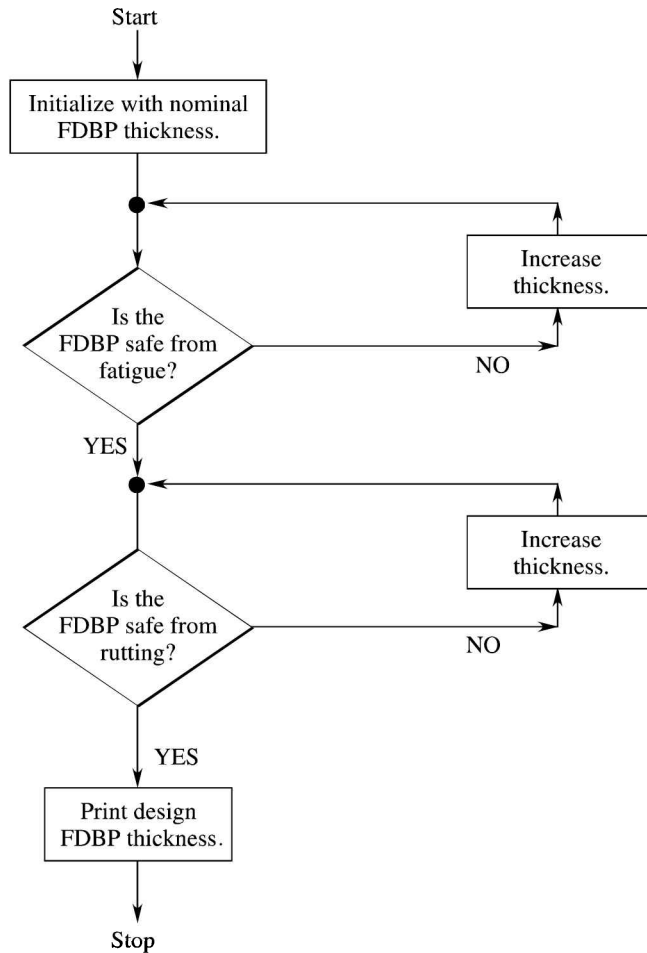 Start
Initialize with nominal
FDBP thickness.
Increase
thickness.
Is the
FDBP safe from
fatigue?
NO
YES
Increase
thickness.
Is the
FDBP safe from
rutting?
NO
YES
Print design
FDBP thickness.
Stop